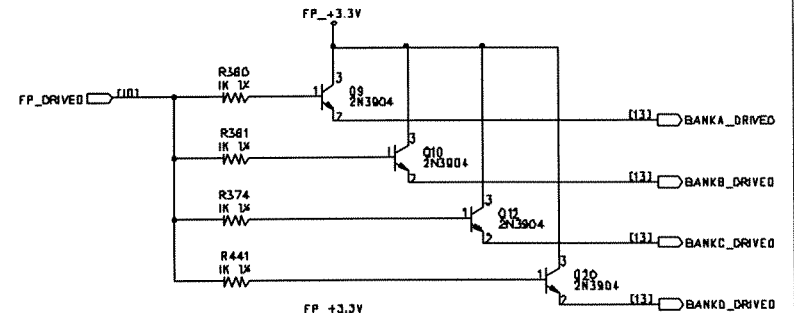 FP_+3.3V
R380
1K 1%
3
Q9
2N3904
1
2
FP_DRIVE0
[10]
[13]
BANKA_DRIVE0
R381
1K 1%
3
Q10
2N3904
1
2
[13]
BANKB_DRIVE0
R374
1K 1%
3
Q12
2N3904
1
2
[13]
BANKC_DRIVE0
R441
1K 1%
3
Q20
2N3904
1
2
[13]
BANKD_DRIVE0
FP_+3.3V